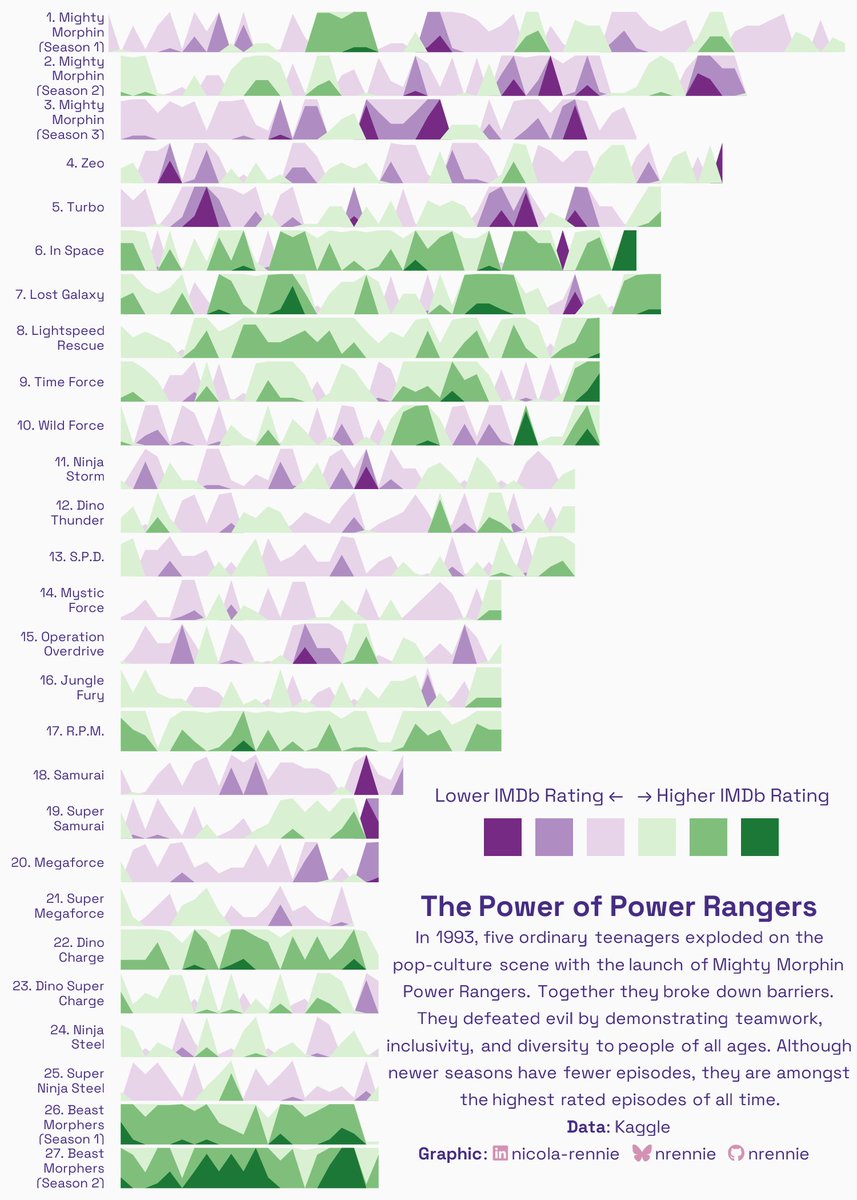 1. Mighty
Morphin
(Season 1)
2. Mighty
Morphin
(Season 2)
3. Mighty
Morphin
(Season 3)
4. Zeo
5. Turbo
6. In Space
7. Lost Galaxy
8. Lightspeed
Rescue
9. Time Force
10. Wild Force
11. Ninja
Storm
12. Dino
Thunder
13. S.P.D.
14. Mystic
Force
15. Operation
Overdrive
16. Jungle
Fury
17. R.P.M.
18. Samurai
19. Super
Samurai
20. Megaforce
21. Super
Megaforce
22. Dino
Charge
23. Dino Super
Charge
24. Ninja
Steel
25. Super
Ninja Steel
26. Beast
Morphers
(Season 1)
27. Beast
Morphers
(Season 2)
Lower IMDb Rating ← → Higher IMDb Rating
The Power of Power Rangers
In 1993, five ordinary teenagers exploded on the
pop-culture scene with the launch of Mighty Morphin
Power Rangers. Together they broke down barriers.
They defeated evil by demonstrating teamwork,
inclusivity, and diversity to people of all ages. Although
newer seasons have fewer episodes, they are amongst
the highest rated episodes of all time.
Data: Kaggle
Graphic: in nicola-rennie nrennie nrennie